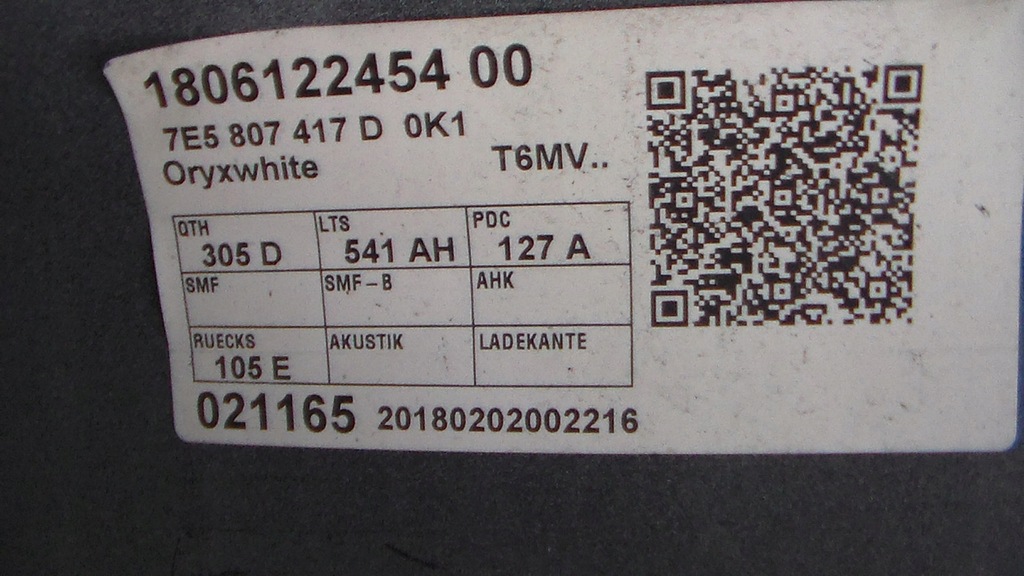 1806122454 00
7E5 807 417 D 0K1
Oryxwhite T6MV..
QTH LTS PDC
305 D 541 AH 127 A
SMF SMF-B AHK
RUECKS AKUSTIK LADEKANTE
105 E
021165 20180202002216